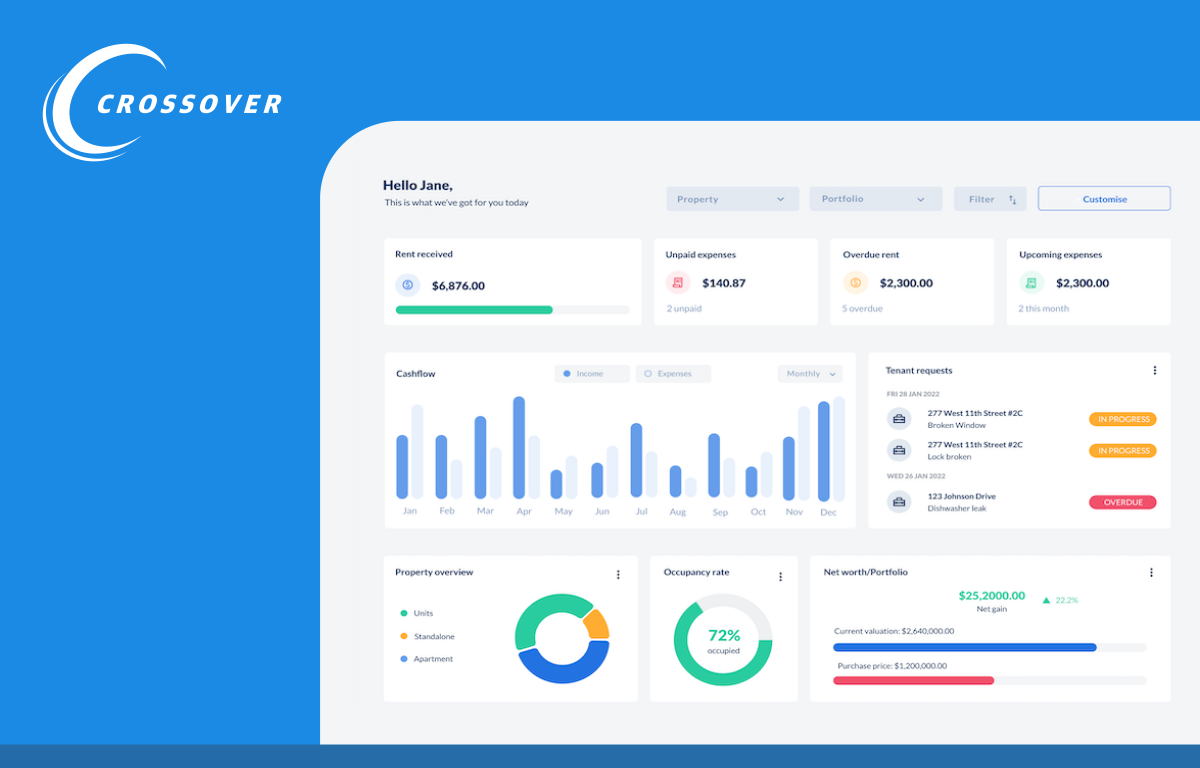 CROSSOVER
Hello Jane,
This is what we've got for you today
Property
Portfolio
Filter
Customise
Rent received
$6,876.00
Unpaid expenses
$140.87
2 unpaid
Overdue rent
$2,300.00
5 overdue
Upcoming expenses
$2,300.00
2 this month
Cashflow
Income
Expenses
Monthly
Jan Feb Mar Apr May Jun Jul Aug Sep Oct Nov Dec
Tenant requests
FRI 28 JAN 2022
277 West 11th Street #2C
Broken Window
IN PROGRESS
277 West 11th Street #2C
Lock broken
IN PROGRESS
WED 26 JAN 2022
123 Johnson Drive
Dishwasher leak
OVERDUE
Property overview
Units
Standalone
Apartment
Occupancy rate
72%
occupied
Net worth/Portfolio
$25,2000.00
22.2%
Net gain
Current valuation: $2,640,000.00
Purchase price: $1,200,000.00